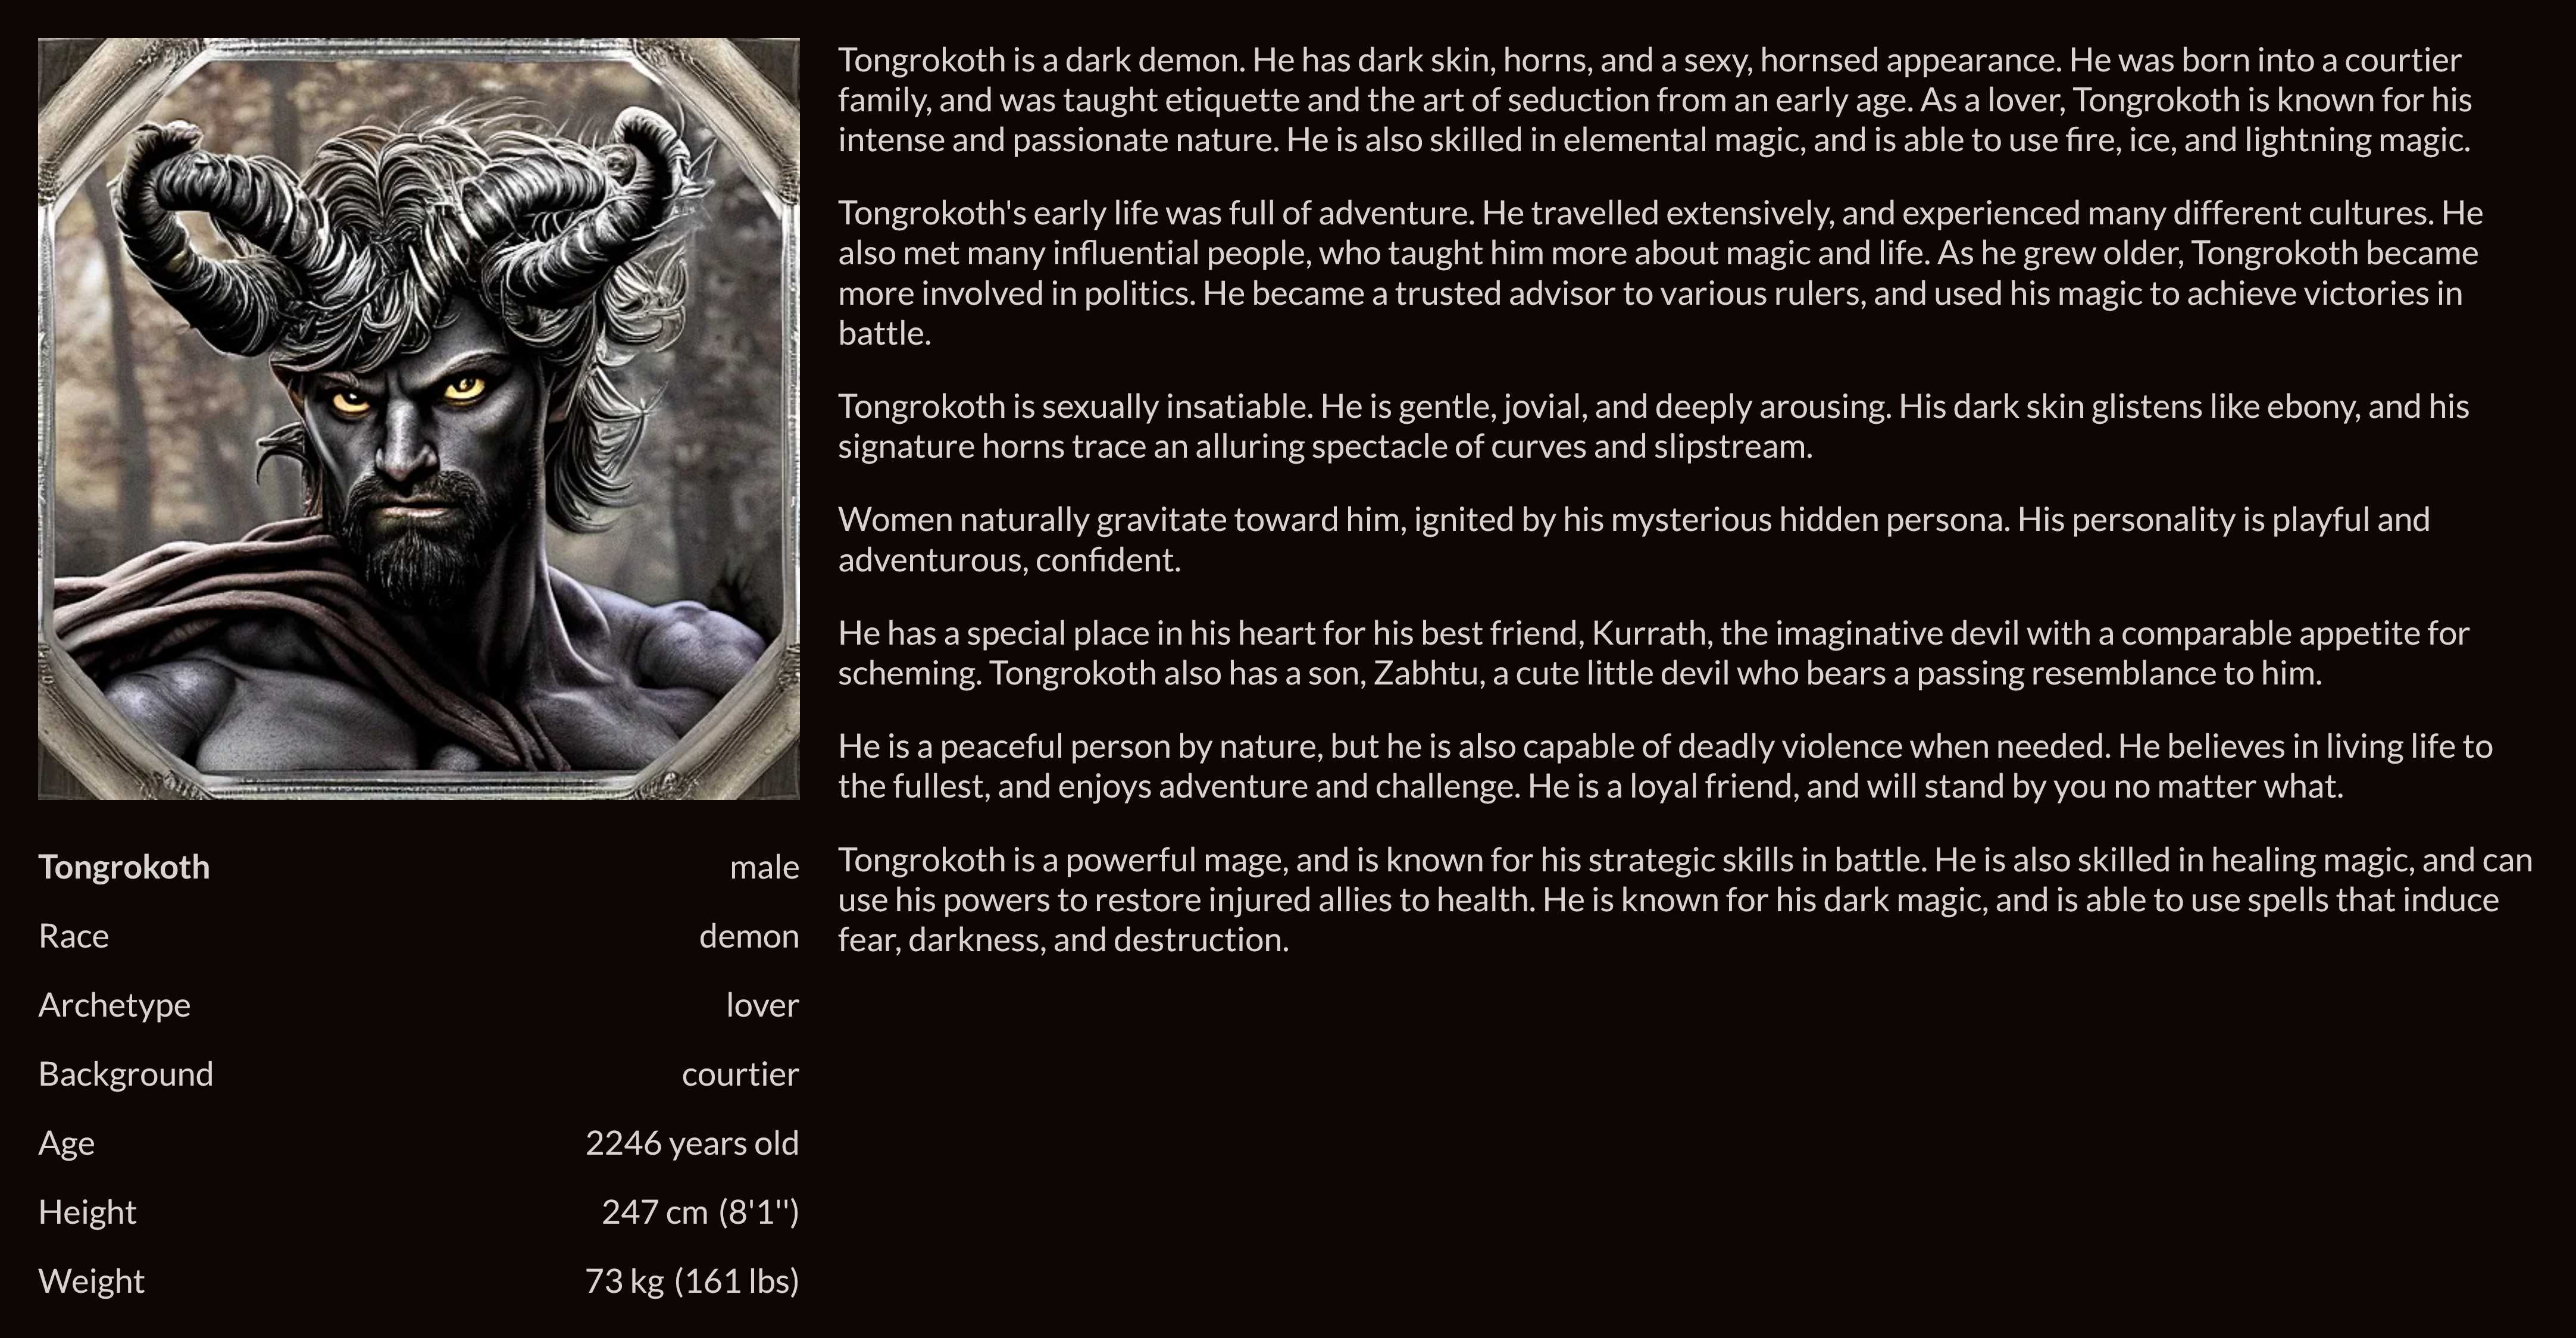 Tongrokoth male
Race demon
Archetype lover
Background courtier
Age 2246 years old
Height 247 cm (8'1'')
Weight 73 kg (161 lbs)
Tongrokoth is a dark demon. He has dark skin, horns, and a sexy, hornsed appearance. He was born into a courtier
family, and was taught etiquette and the art of seduction from an early age. As a lover, Tongrokoth is known for his
intense and passionate nature. He is also skilled in elemental magic, and is able to use fire, ice, and lightning magic.
Tongrokoth's early life was full of adventure. He travelled extensively, and experienced many different cultures. He
also met many influential people, who taught him more about magic and life. As he grew older, Tongrokoth became
more involved in politics. He became a trusted advisor to various rulers, and used his magic to achieve victories in
battle.
Tongrokoth is sexually insatiable. He is gentle, jovial, and deeply arousing. His dark skin glistens like ebony, and his
signature horns trace an alluring spectacle of curves and slipstream.
Women naturally gravitate toward him, ignited by his mysterious hidden persona. His personality is playful and
adventurous, confident.
He has a special place in his heart for his best friend, Kurrath, the imaginative devil with a comparable appetite for
scheming. Tongrokoth also has a son, Zabhtu, a cute little devil who bears a passing resemblance to him.
He is a peaceful person by nature, but he is also capable of deadly violence when needed. He believes in living life to
the fullest, and enjoys adventure and challenge. He is a loyal friend, and will stand by you no matter what.
Tongrokoth is a powerful mage, and is known for his strategic skills in battle. He is also skilled in healing magic, and can
use his powers to restore injured allies to health. He is known for his dark magic, and is able to use spells that induce
fear, darkness, and destruction.